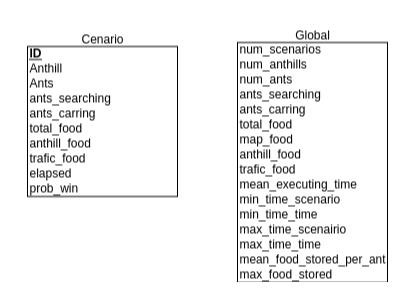 Cenario
ID
Anthill
Ants
ants_searching
ants_carring
total_food
anthill_food
trafic_food
elapsed
prob_win
Global
num_scenarios
num_anthills
num_ants
ants_searching
ants_carring
total_food
map_food
anthill_food
trafic_food
mean_executing_time
min_time_scenario
min_time_time
max_time_scenairio
max_time_time
mean_food_stored_per_ant
max_food_stored